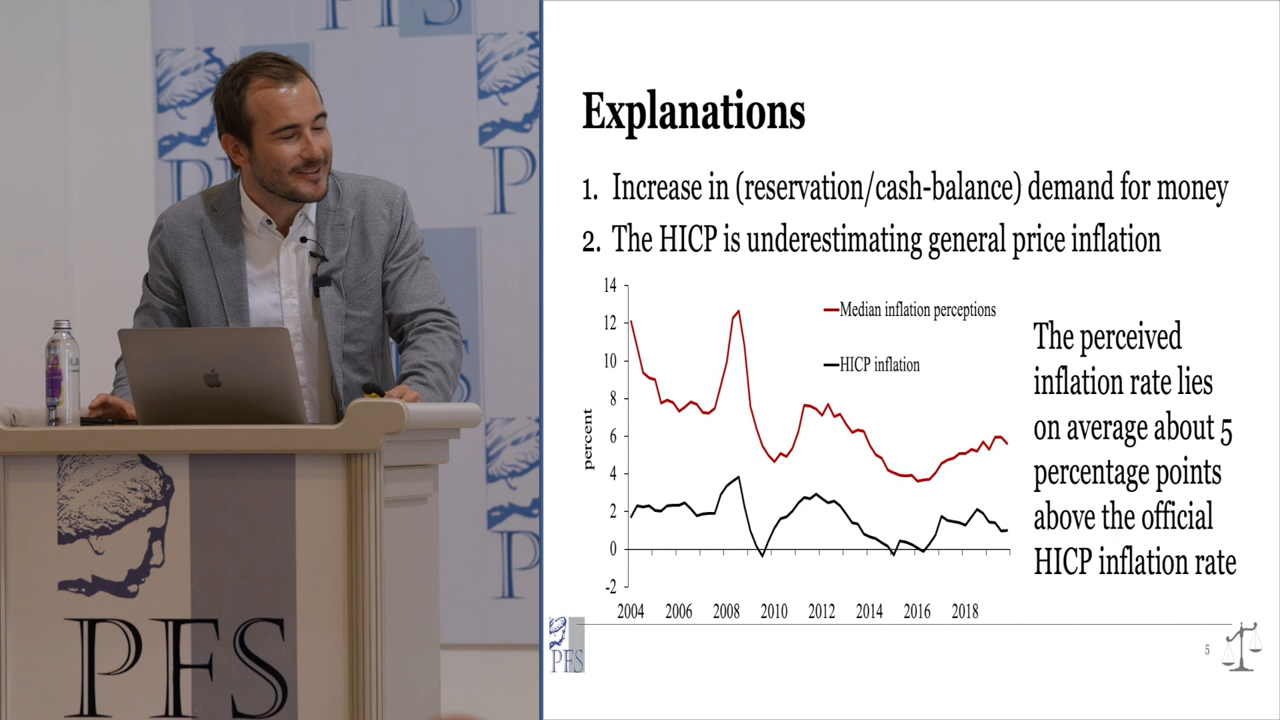 PFS
P
P
PFS
Explanations
1. Increase in (reservation/cash-balance) demand for money
2. The HICP is underestimating general price inflation
14
12
10
8
6
4
2
0
-2
percent
Median inflation perceptions
HICP inflation
2004 2006 2008 2010 2012 2014 2016 2018
The perceived
inflation rate lies
on average about 5
percentage points
above the official
HICP inflation rate
PFS
5